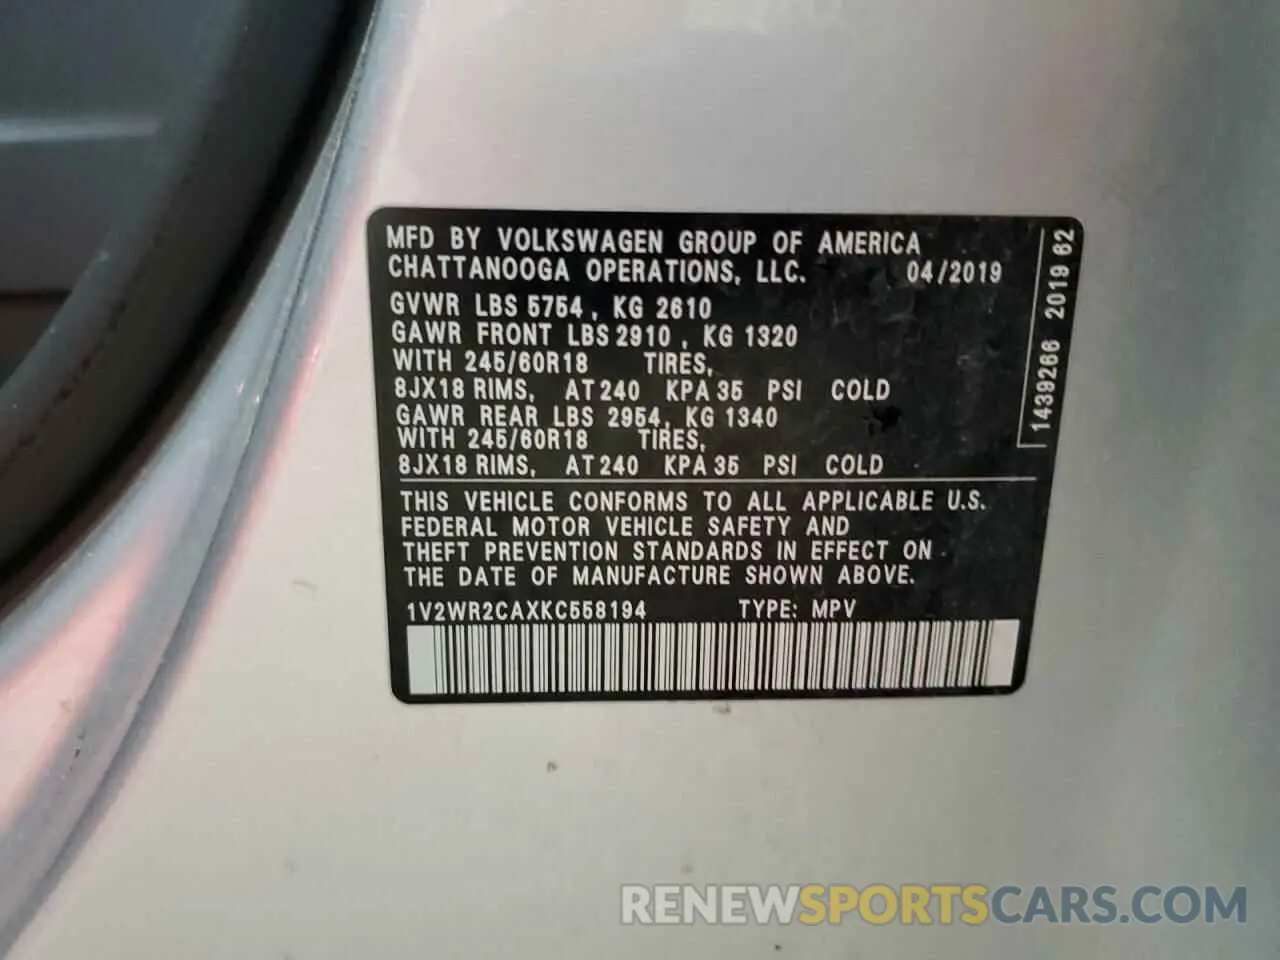 MFD BY VOLKSWAGEN GROUP OF AMERICA
CHATTANOOGA OPERATIONS, LLC. 04/2019
GVWR LBS 5754, KG 2610
GAWR FRONT LBS 2910, KG 1320
WITH 245/60R18 TIRES,
8JX18 RIMS, AT 240 KPA 35 PSI COLD
GAWR REAR LBS 2954, KG 1340
WITH 245/60R18 TIRES,
8JX18 RIMS, AT 240 KPA 35 PSI COLD
THIS VEHICLE CONFORMS TO ALL APPLICABLE U.S.
FEDERAL MOTOR VEHICLE SAFETY AND
THEFT PREVENTION STANDARDS IN EFFECT ON
THE DATE OF MANUFACTURE SHOWN ABOVE.
1V2WR2CAXKC558194 TYPE: MPV
1439266 2019 62
RENEWSPORTSCARS.COM